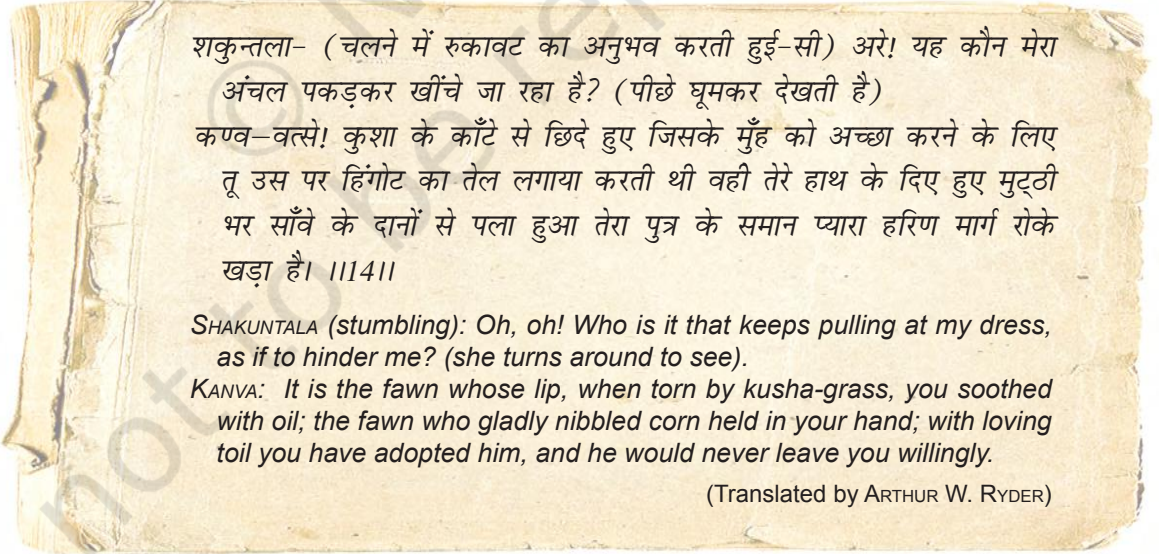 शकुन्तला- (चलने में रुकावट का अनुभव करती हुई-सी) अरे! यह कौन मेरा
अंचल पकड़कर खींचे जा रहा है? (पीछे घूमकर देखती है)
कण्व–वत्से! कुशा के काँटे से छिदे हुए जिसके मुँह को अच्छा करने के लिए
तू उस पर हिंगोट का तेल लगाया करती थी वही तेरे हाथ के दिए हुए मुट्ठी
भर साँवे के दानों से पला हुआ तेरा पुत्र के समान प्यारा हरिण मार्ग रोके
खड़ा है। ।।14।।
SHAKUNTALA (stumbling): Oh, oh! Who is it that keeps pulling at my dress,
as if to hinder me? (she turns around to see).
KANVA: It is the fawn whose lip, when torn by kusha-grass, you soothed
with oil; the fawn who gladly nibbled corn held in your hand; with loving
toil you have adopted him, and he would never leave you willingly.
(Translated by ARTHUR W. RYDER)
not to be re